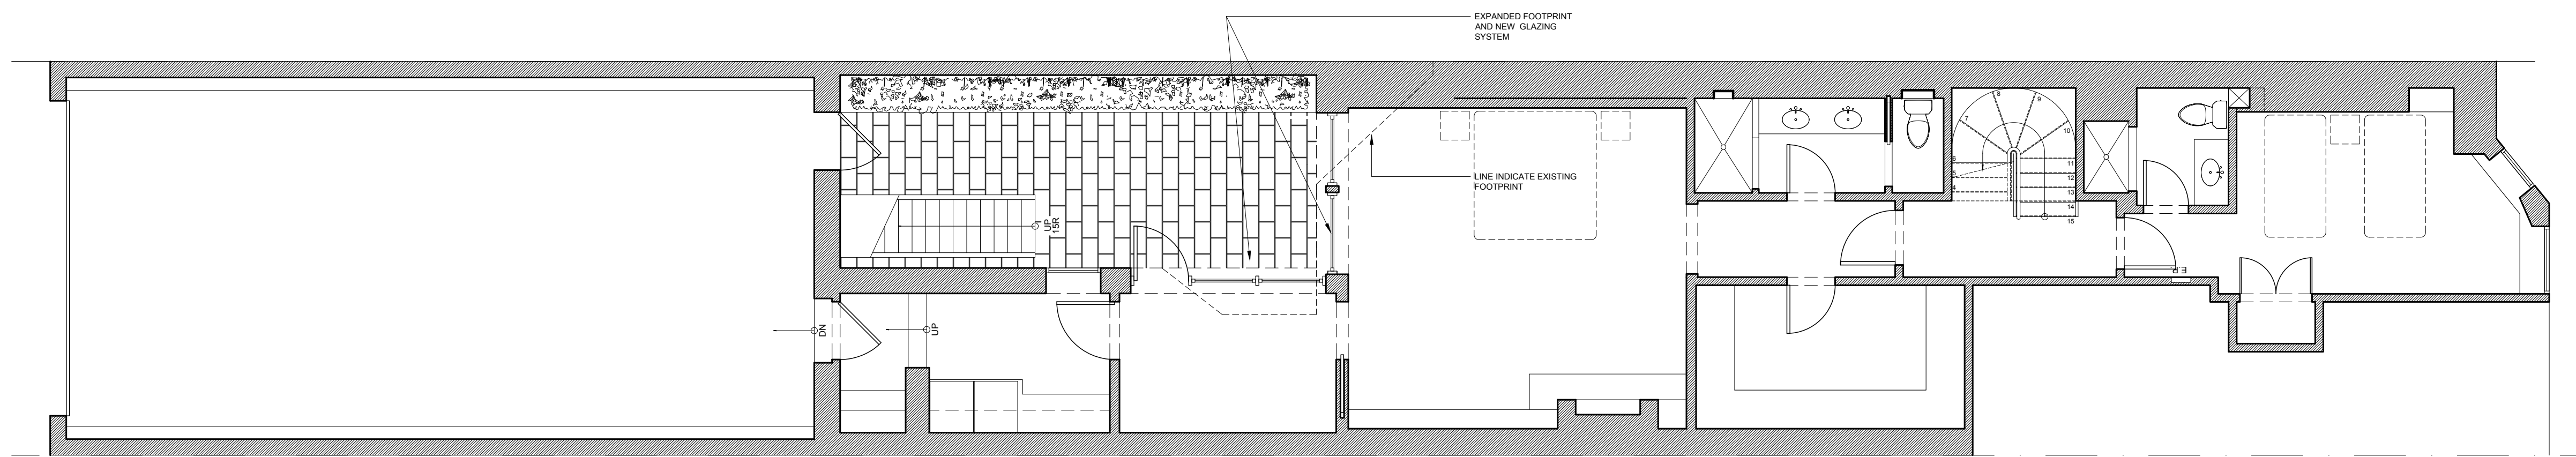 EXPANDED FOOTPRINT
AND NEW GLAZING
SYSTEM
LINE INDICATE EXISTING
FOOTPRINT
UP
15R
DN
UP
4
5
6
7
8
9
10
11
12
13
14
15
E.P